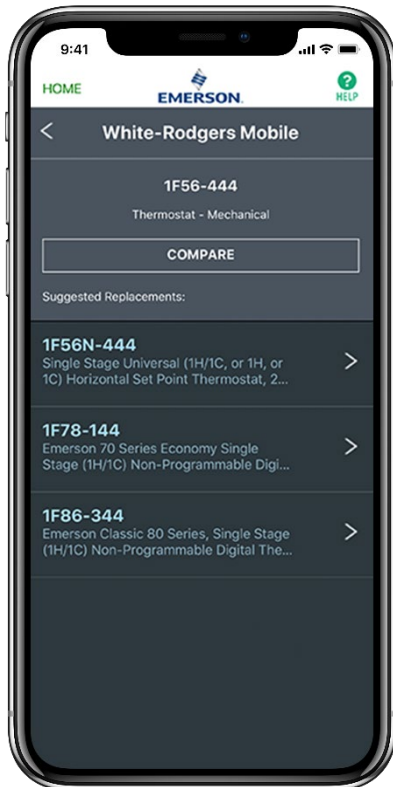 9:41
HOME
EMERSON.
?
HELP
White-Rodgers Mobile
1F56-444
Thermostat - Mechanical
COMPARE
Suggested Replacements:
1F56N-444
Single Stage Universal (1H/1C, or 1H, or
1C) Horizontal Set Point Thermostat, 2...
1F78-144
Emerson 70 Series Economy Single
Stage (1H/1C) Non-Programmable Digi...
1F86-344
Emerson Classic 80 Series, Single Stage
(1H/1C) Non-Programmable Digital The...